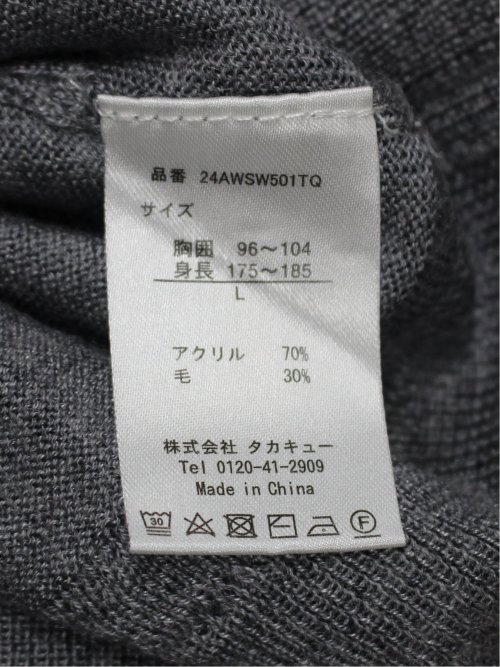 品番 24AWSW501TQ
サイズ
胸囲 96～104
身長 175～185
L
アクリル 70%
毛 30%
株式会社 タカキュー
Tel 0120-41-2909
Made in China
30 F